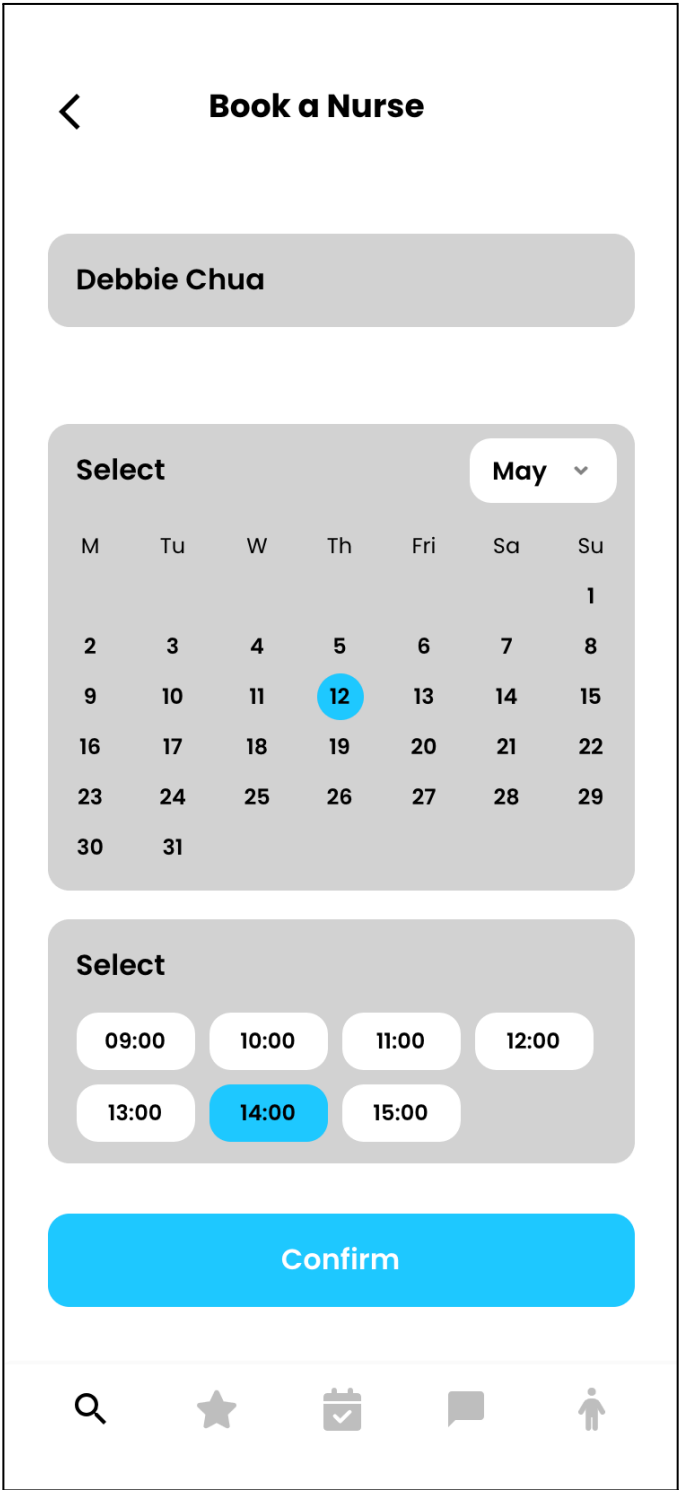 Book a Nurse
Debbie Chua
Select May
M Tu W Th Fri Sa Su
1
2 3 4 5 6 7 8
9 10 11 12 13 14 15
16 17 18 19 20 21 22
23 24 25 26 27 28 29
30 31
Select
09:00 10:00 11:00 12:00
13:00 14:00 15:00
Confirm